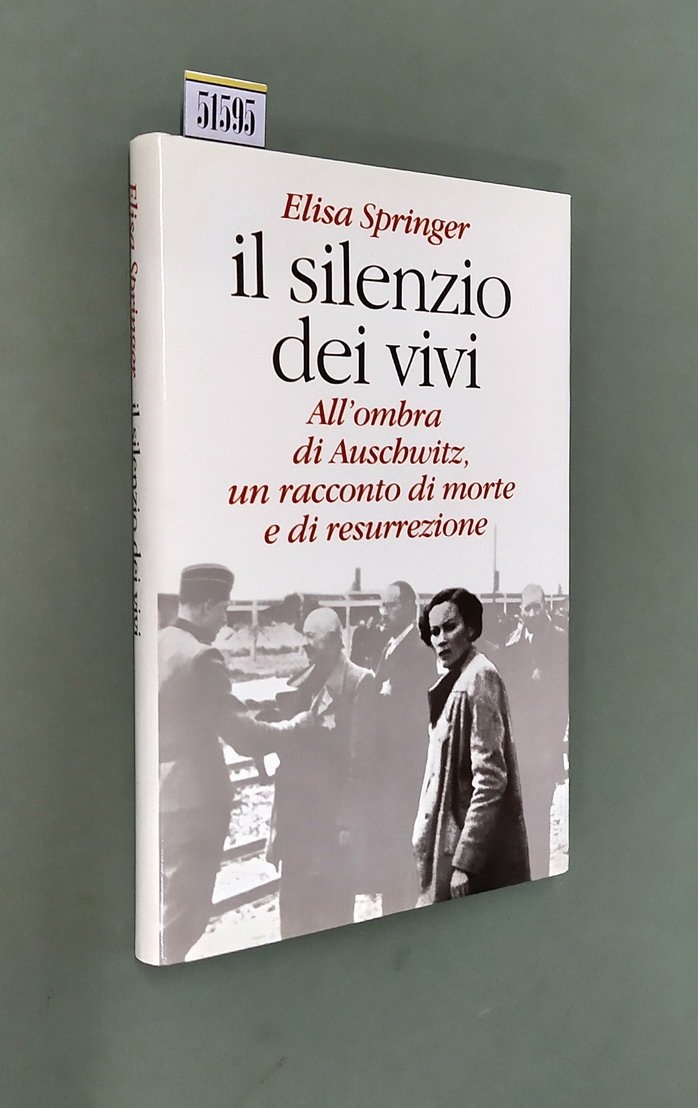 51595
Elisa Springer
il silenzio
dei vivi
All'ombra
di Auschwitz,
un racconto di morte
e di resurrezione
Elisa Springer il silenzio dei vivi